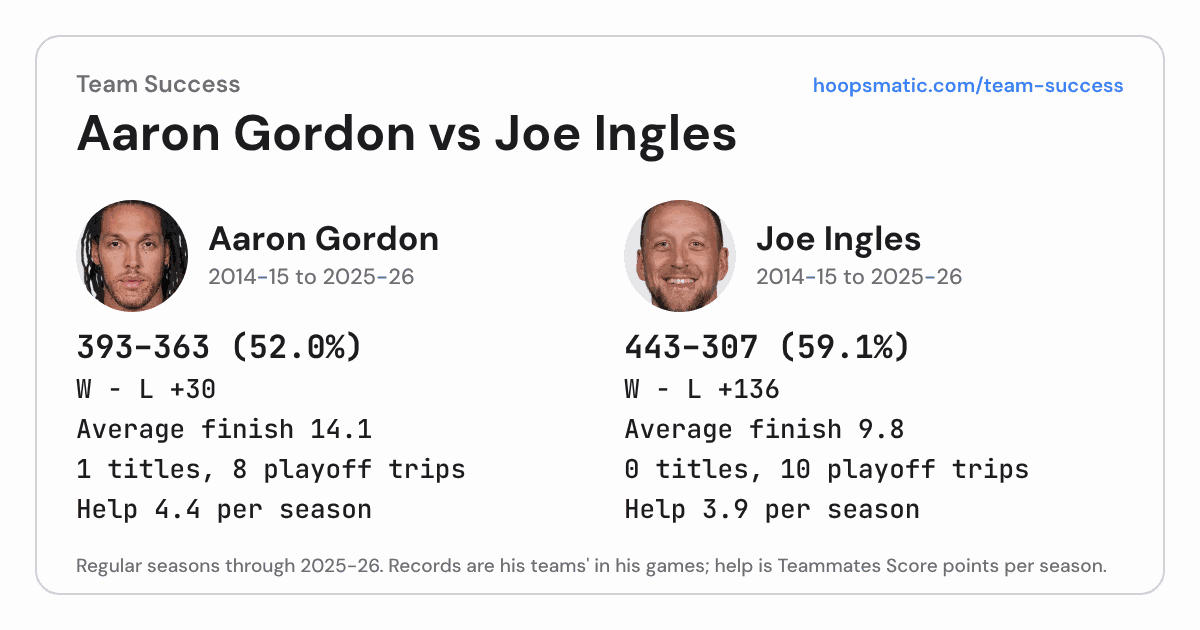 Team Success
hoopsmatic.com/team-success
Aaron Gordon vs Joe Ingles
Aaron Gordon
2014-15 to 2025-26
393-363 (52.0%)
W - L +30
Average finish 14.1
1 titles, 8 playoff trips
Help 4.4 per season
Joe Ingles
2014-15 to 2025-26
443-307 (59.1%)
W - L +136
Average finish 9.8
0 titles, 10 playoff trips
Help 3.9 per season
Regular seasons through 2025-26. Records are his teams' in his games; help is Teammates Score points per season.